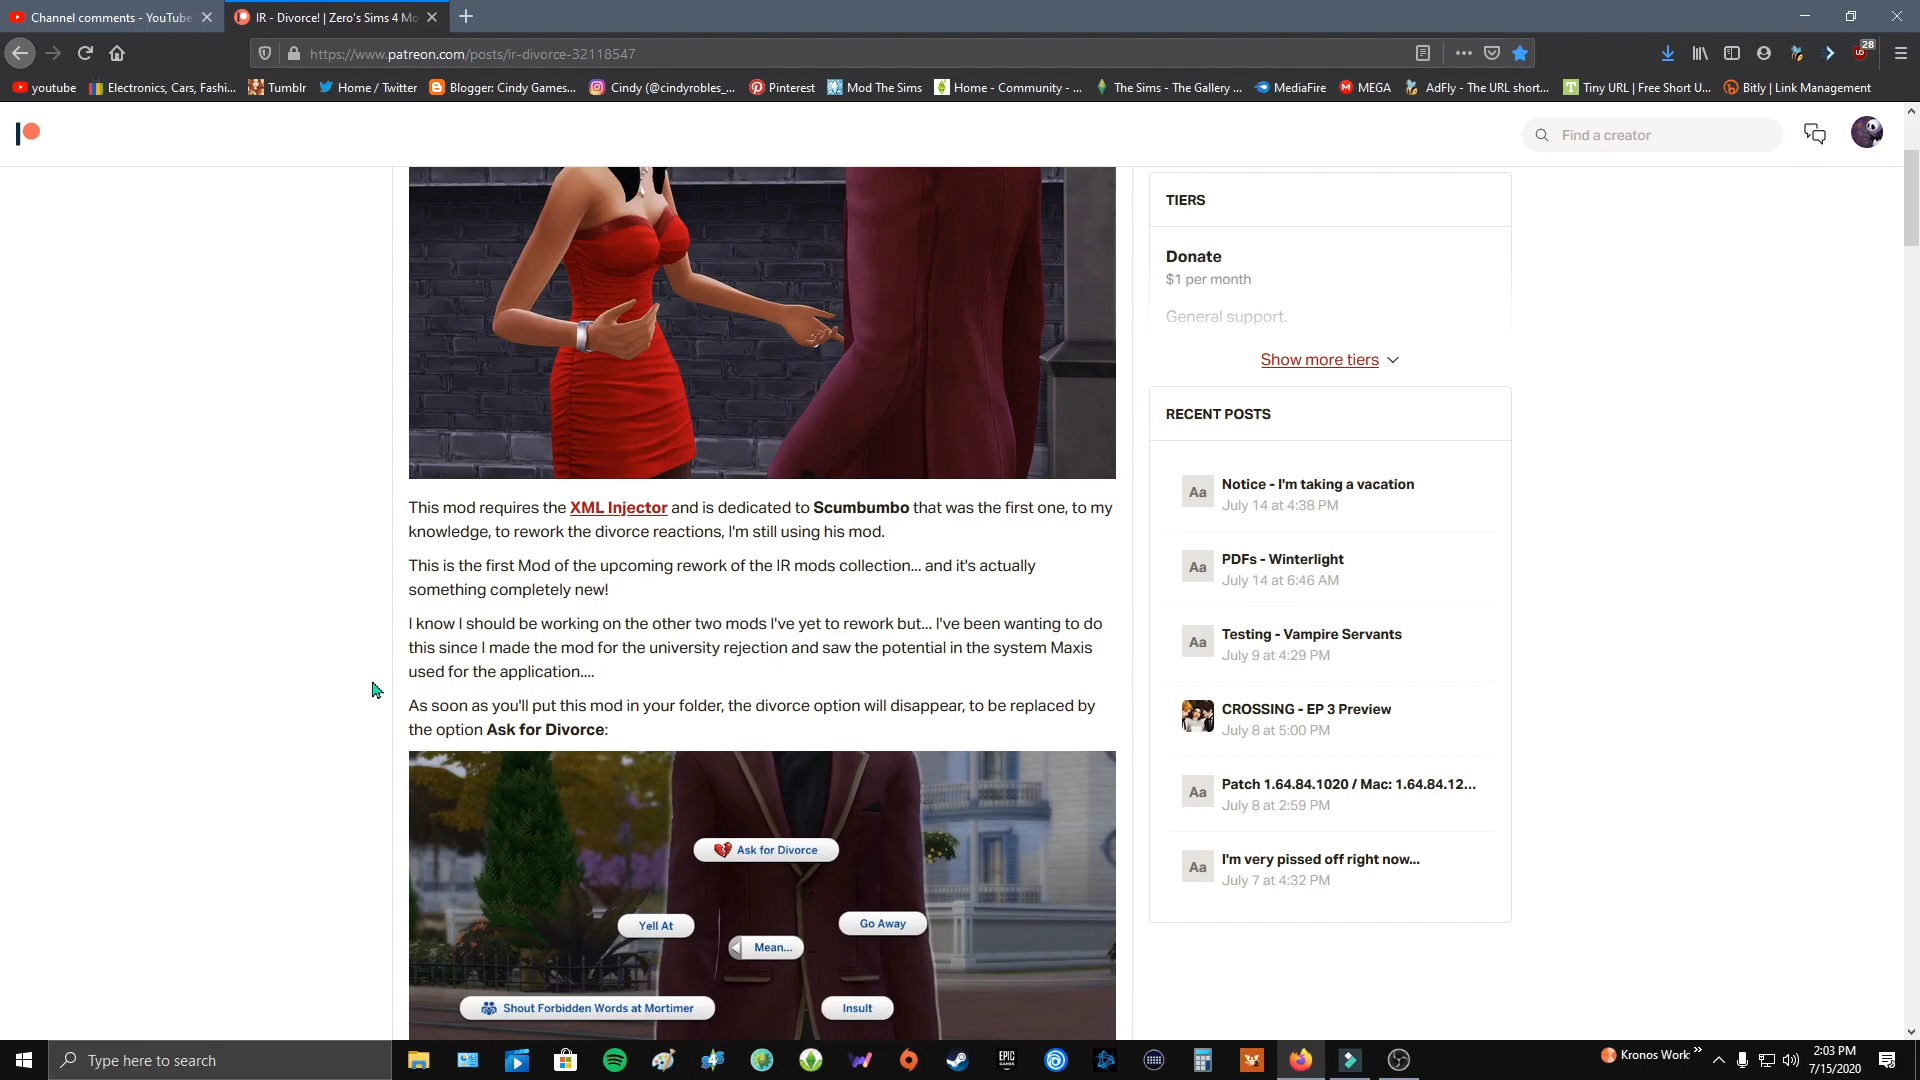 Channel comments - YouTube
IR - Divorce! | Zero's Sims 4 Mo
https://www.patreon.com/posts/ir-divorce-32118547
28
youtube
Electronics, Cars, Fashi...
Tumblr
Home / Twitter
Blogger: Cindy Games...
Cindy (@cindyrobles_...
Pinterest
Mod The Sims
Home - Community - ...
The Sims - The Gallery ...
MediaFire
MEGA
AdFly - The URL short...
Tiny URL | Free Short U...
Bitly | Link Management
Find a creator
This mod requires the XML Injector and is dedicated to Scumbumbo that was the first one, to my
knowledge, to rework the divorce reactions, I'm still using his mod.
This is the first Mod of the upcoming rework of the IR mods collection... and it's actually
something completely new!
I know I should be working on the other two mods I've yet to rework but... I've been wanting to do
this since I made the mod for the university rejection and saw the potential in the system Maxis
used for the application....
As soon as you'll put this mod in your folder, the divorce option will disappear, to be replaced by
the option Ask for Divorce:
Ask for Divorce
Yell At
Go Away
Mean...
Shout Forbidden Words at Mortimer
Insult
TIERS
Donate
$1 per month
General support.
Show more tiers
RECENT POSTS
Aa
Notice - I'm taking a vacation
July 14 at 4:38 PM
Aa
PDFs - Winterlight
July 14 at 6:46 AM
Aa
Testing - Vampire Servants
July 9 at 4:29 PM
CROSSING - EP 3 Preview
July 8 at 5:00 PM
Aa
Patch 1.64.84.1020 / Mac: 1.64.84.12...
July 8 at 2:59 PM
Aa
I'm very pissed off right now...
July 7 at 4:32 PM
Type here to search
EPIC
GAMES
Kronos Work
2:03 PM
7/15/2020